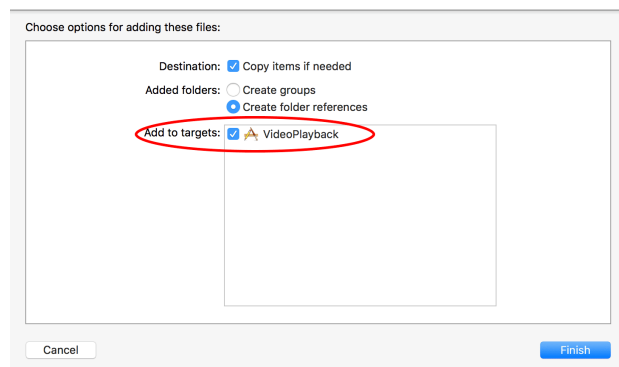 Choose options for adding these files:
Destination: Copy items if needed
Added folders: Create groups
Create folder references
Add to targets: VideoPlayback
Cancel Finish